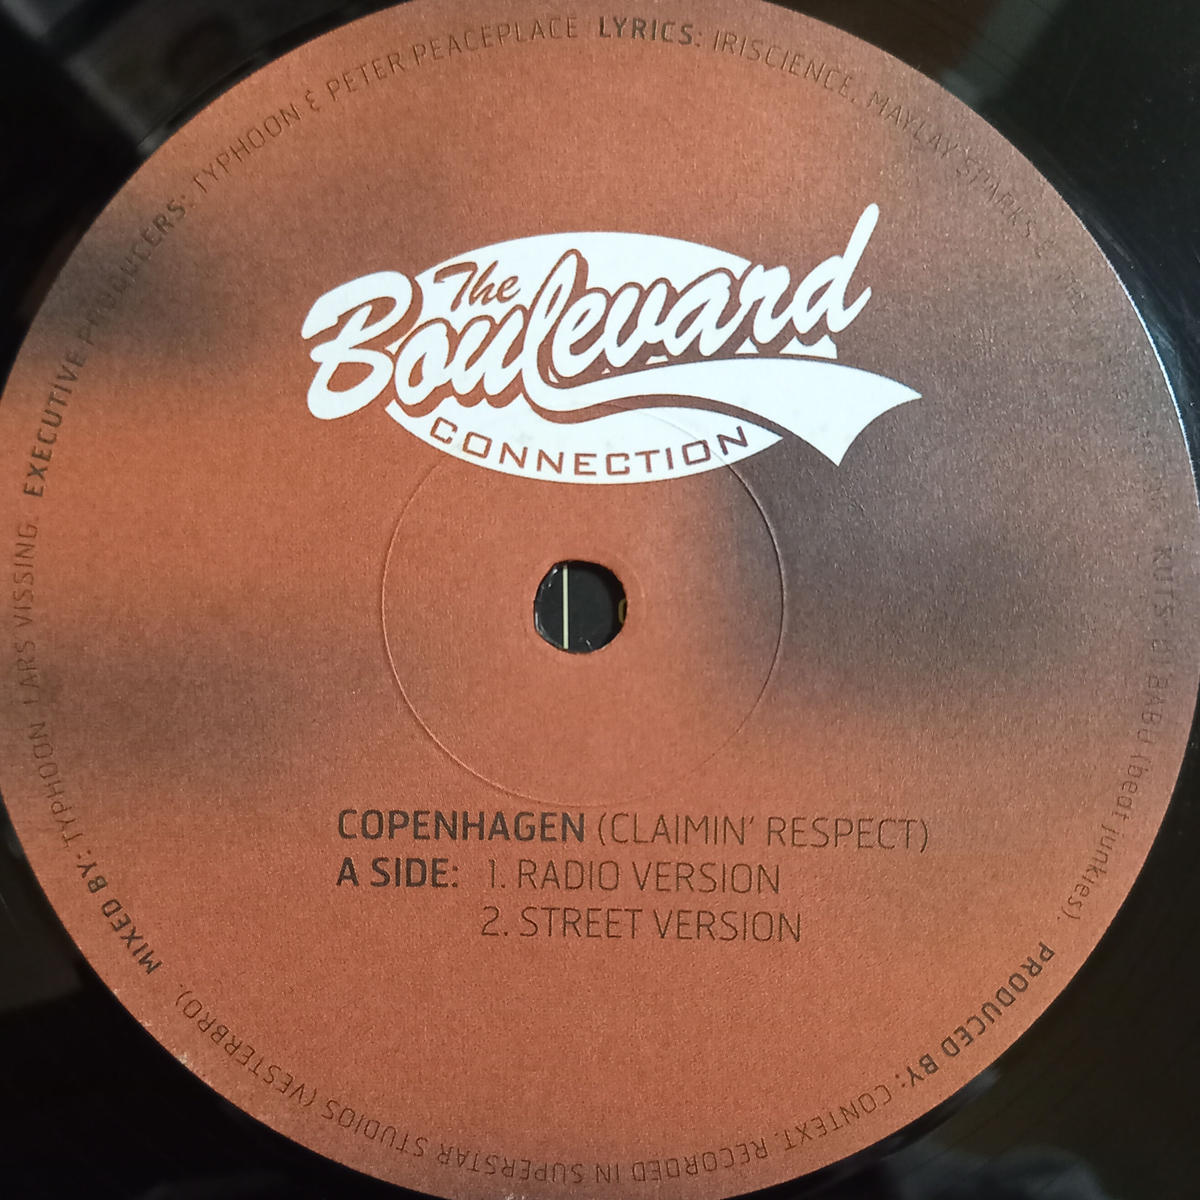 The
Boulevard
CONNECTION
COPENHAGEN (CLAIMIN' RESPECT)
A SIDE: 1. RADIO VERSION
2. STREET VERSION
LYRICS: IRISCIENCE, MAYLAY SPARKS &
KUTS: DJ BABU (beat junkies).
PRODUCED BY: CONTEXT. RECORDED IN SUPERSTAR STUDIOS (VESTERBRO).
MIXED BY: TYPHOON, LARS VISSING.
EXECUTIVE PRODUCERS: TYPHOON & PETER PEACEPLACE